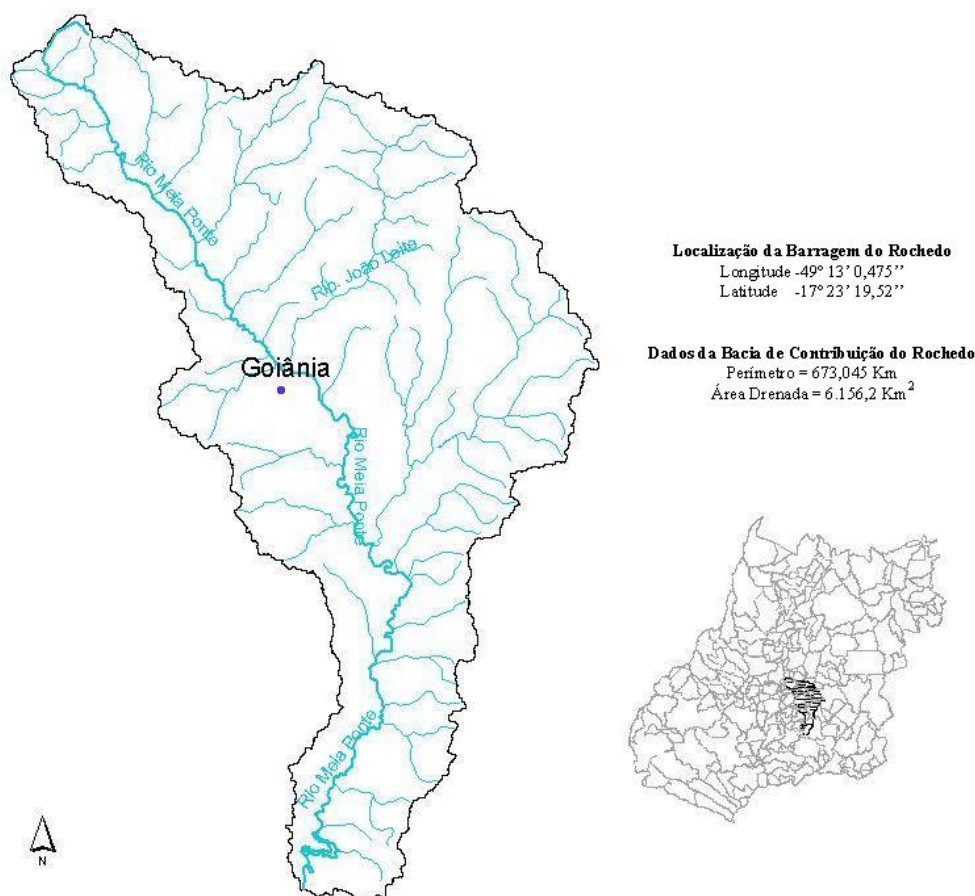 Rio Meia Ponte
Rib. João Leite
Goiânia
Rio Meia Ponte
Rio Meia Ponte
N
Localização da Barragem do Rochedo
Longitude -49º 13’ 0,475’’
Latitude -17º 23’ 19,52’’
Dados da Bacia de Contribuição do Rochedo
Perímetro = 673,045 Km
Área Drenada = 6.156,2 Km²